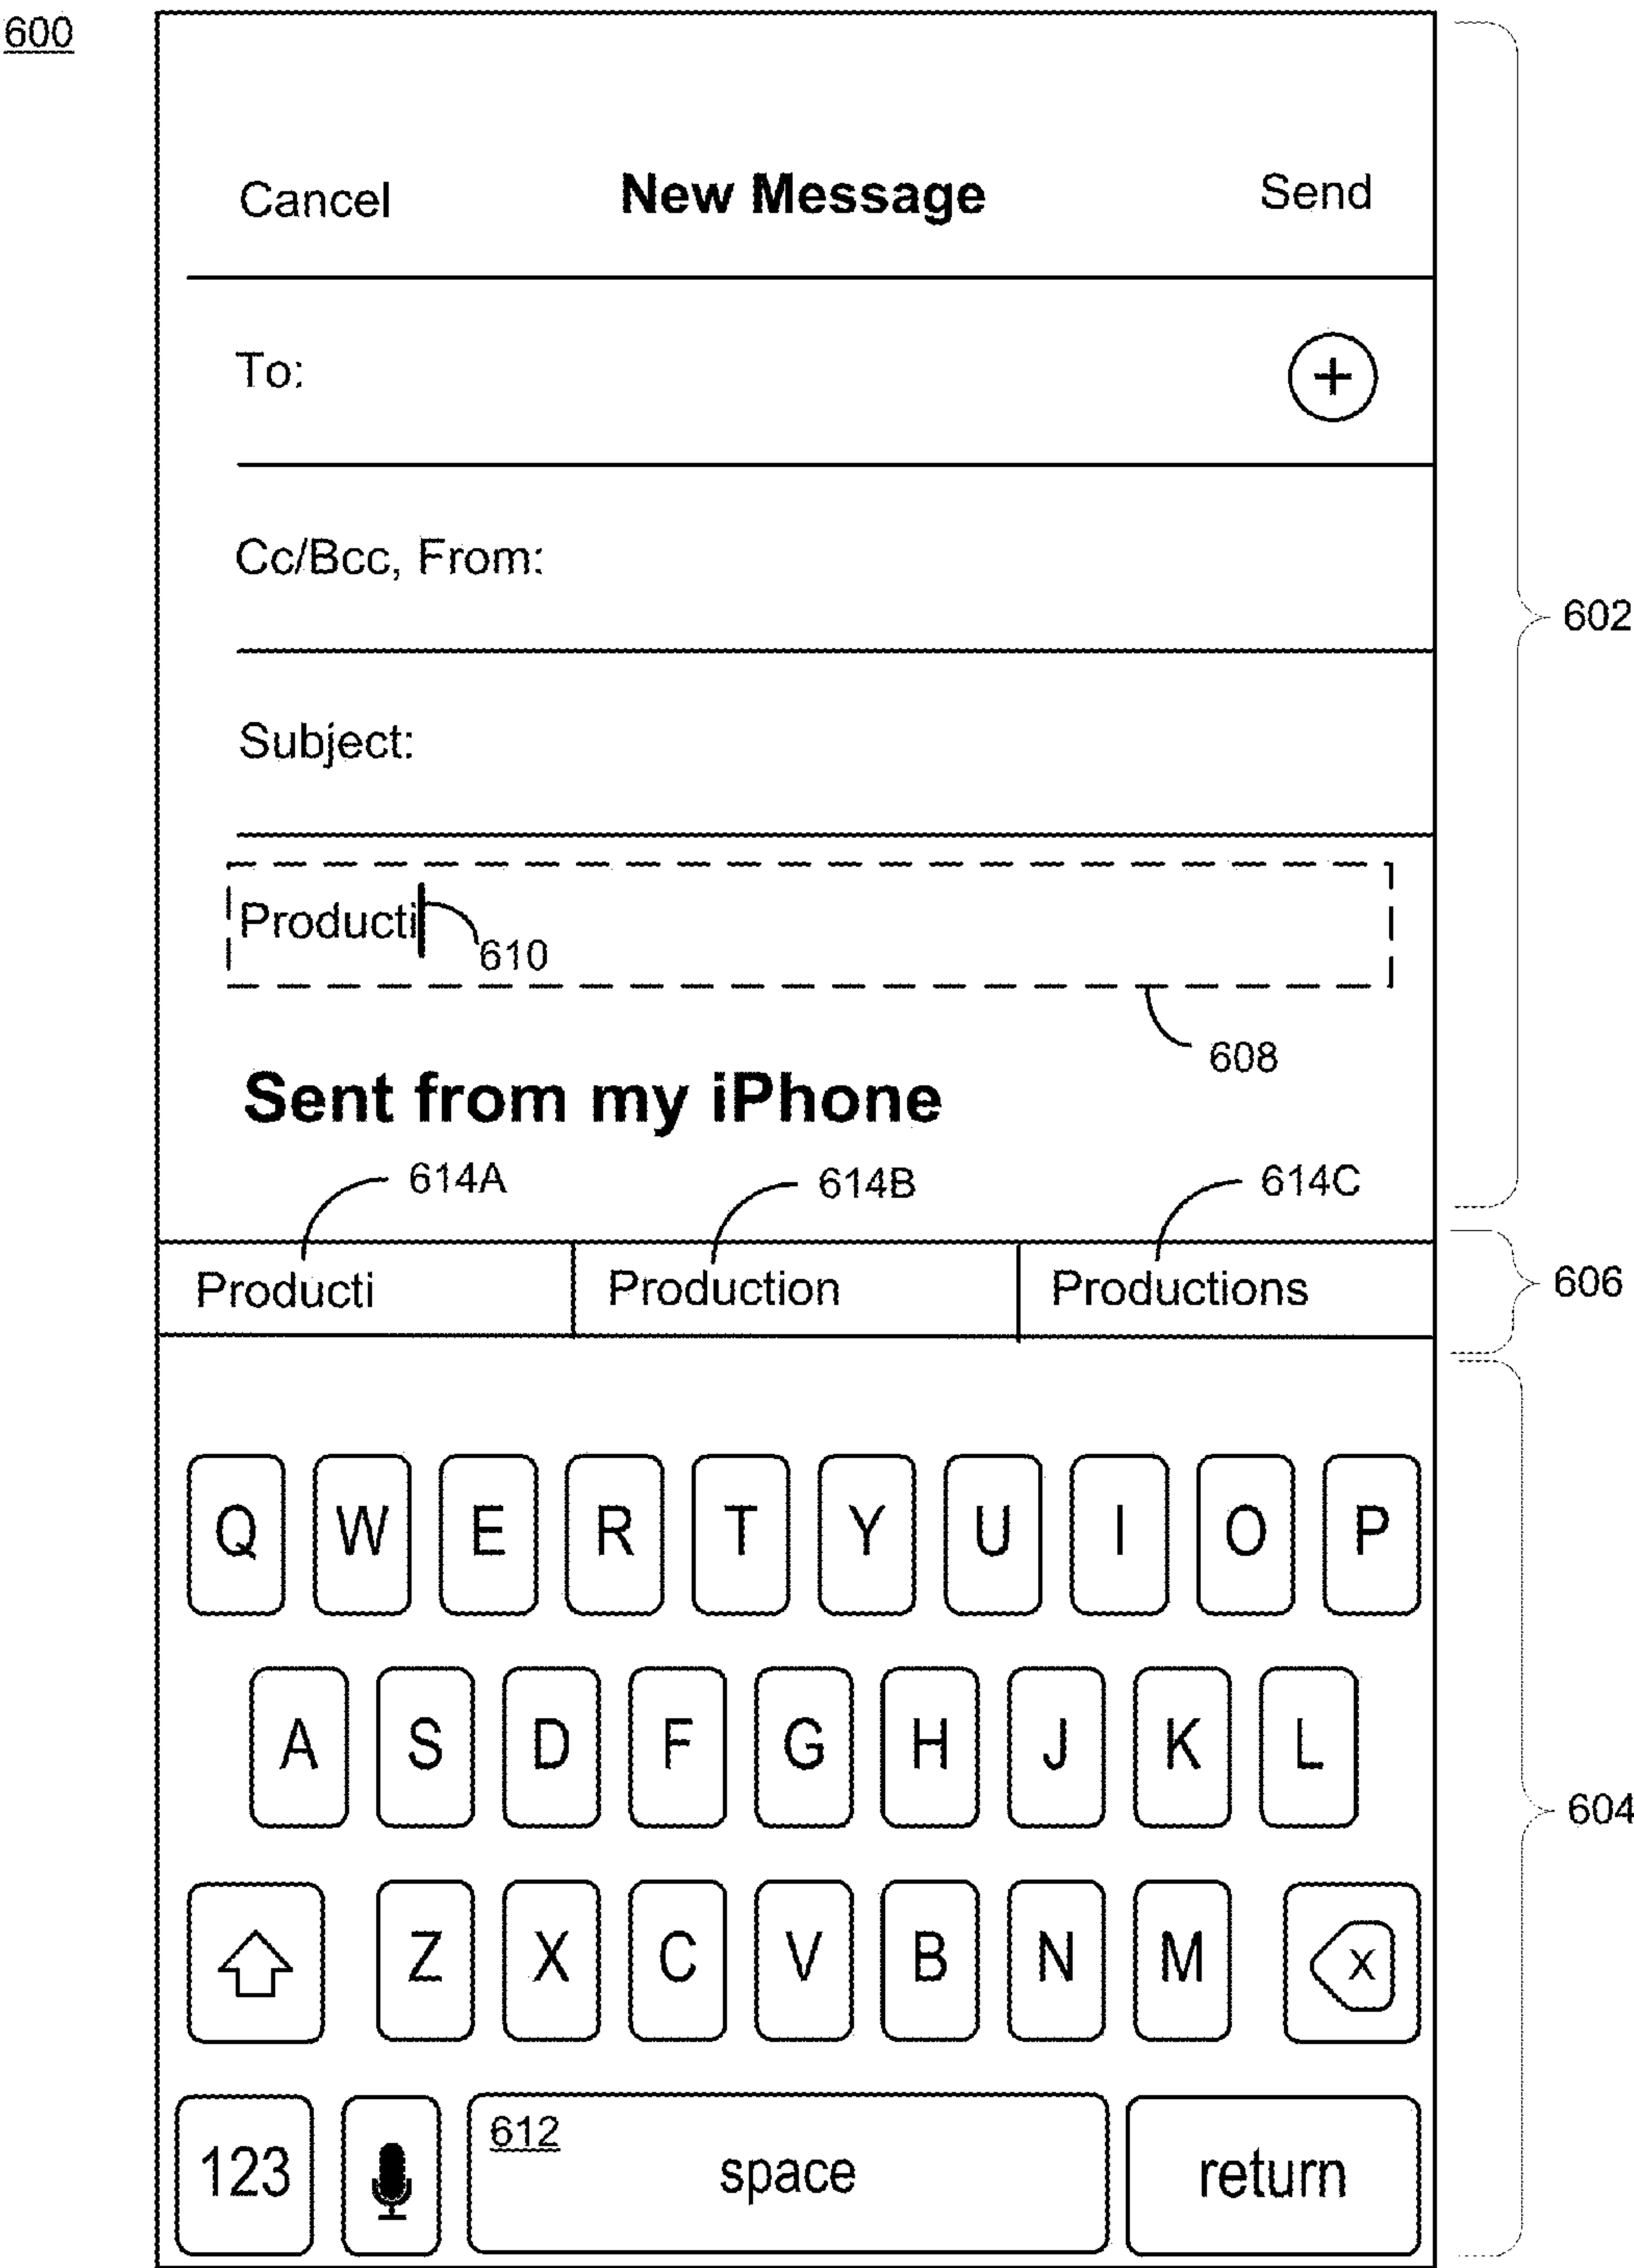 600
Cancel New Message Send
To: +
Cc/Bcc, From:
602
Subject:
Producti
610
608
Sent from my iPhone
614A 614B 614C
Producti Production Productions
606
Q W E R T Y U I O P
A S D F G H J K L
604
Z X C V B N M X
612
123 space return